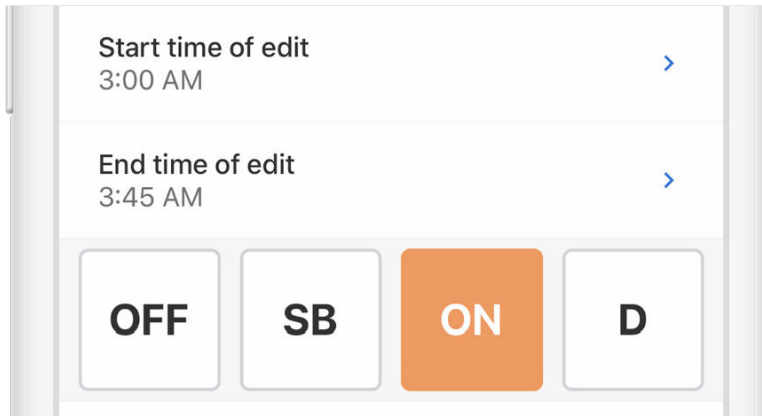 Start time of edit
3:00 AM
End time of edit
3:45 AM
OFF SB ON D